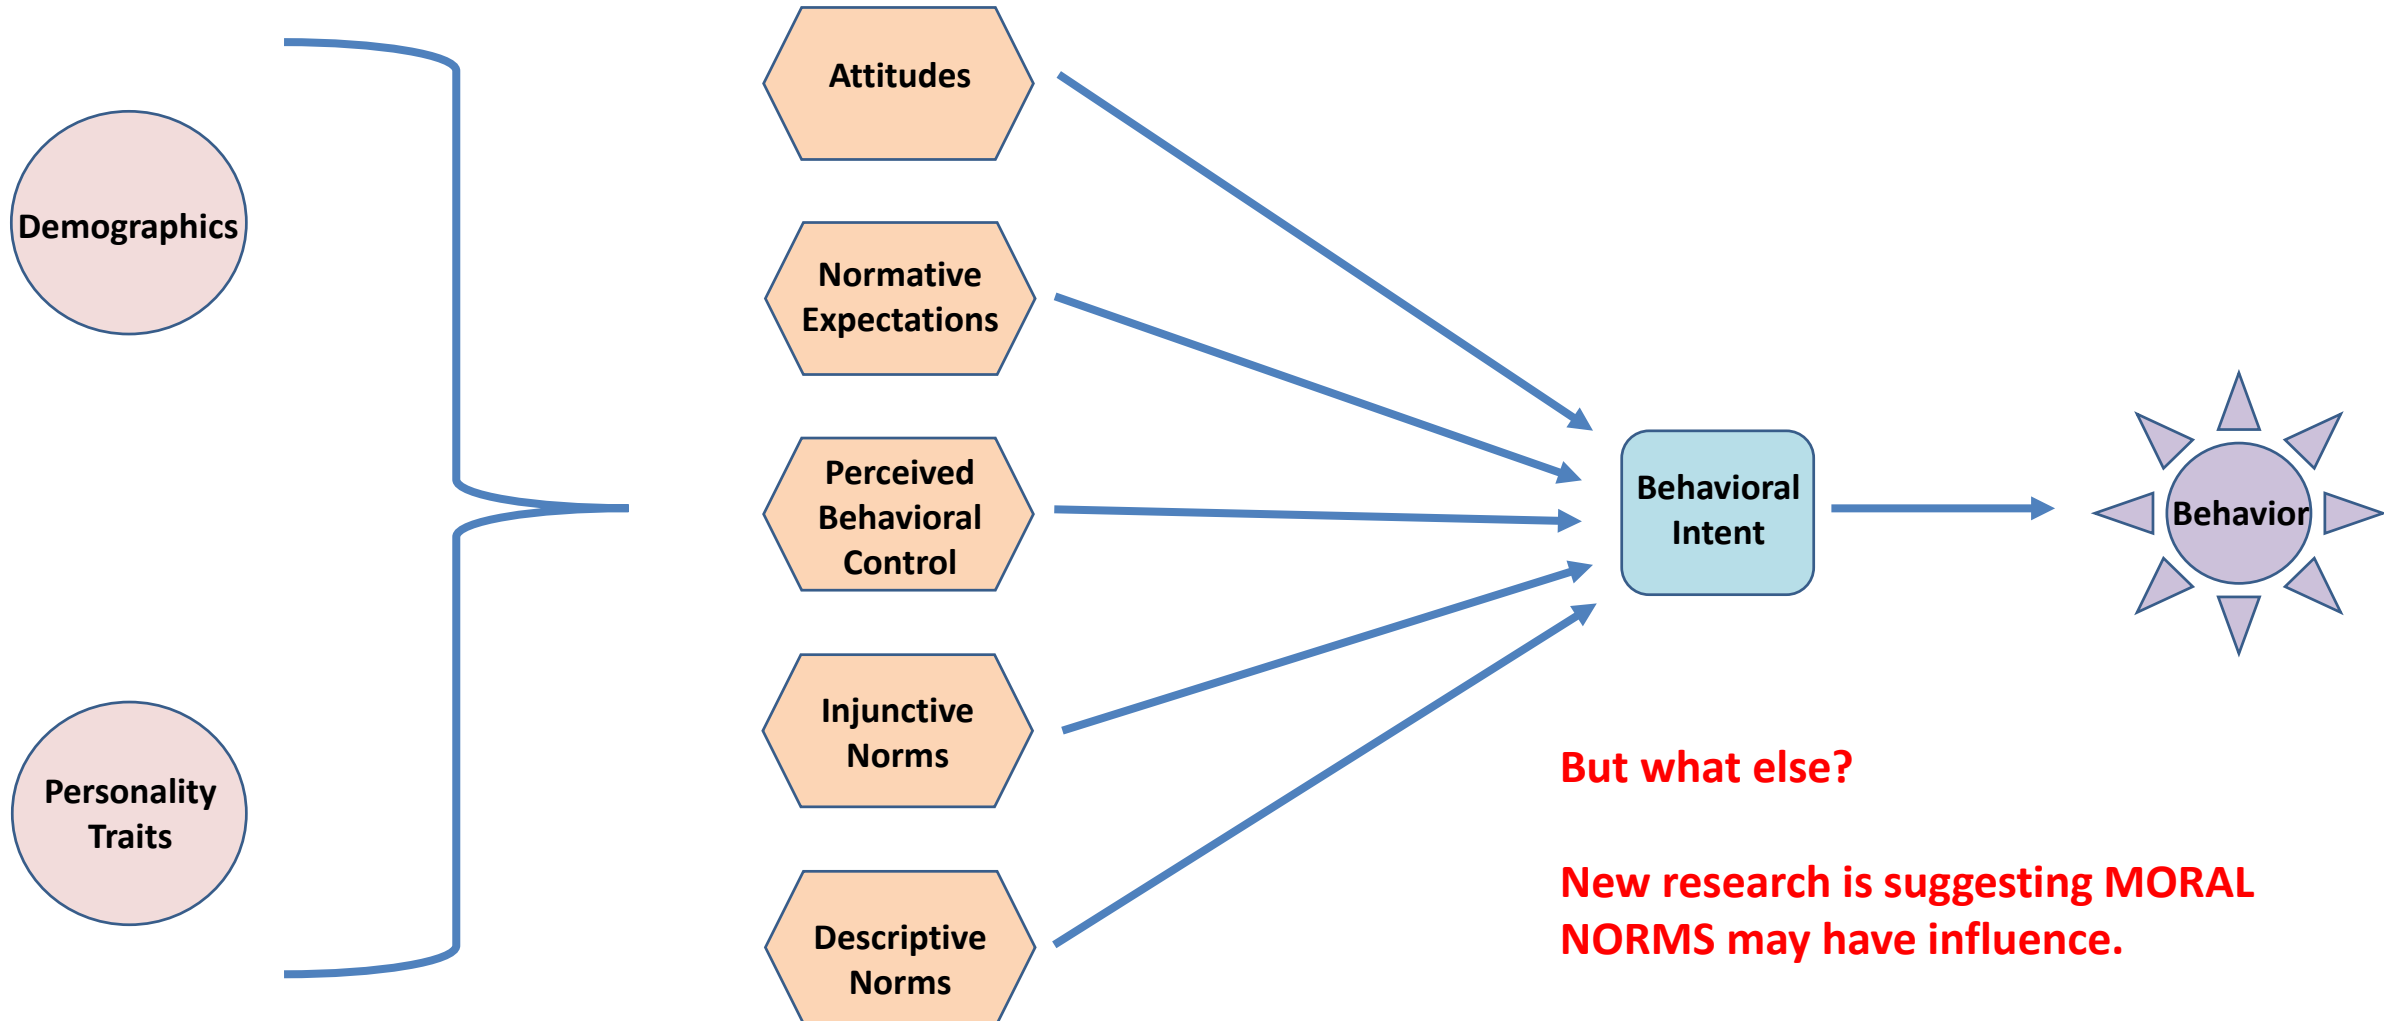 Demographics
Personality
Traits
Attitudes
Normative
Expectations
Perceived
Behavioral
Control
Injunctive
Norms
Descriptive
Norms
Behavioral
Intent
Behavior
But what else?
New research is suggesting MORAL
NORMS may have influence.